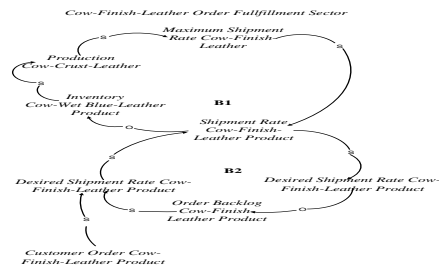 Cow-Finish-Leather Order Fullfillment Sector
Maximum Shipment
Rate Cow-Finish-
Leather
S
S
Production
Cow-Crust-Leather
S
Inventory
Cow-Wet Blue-Leather
Product
B1
O
Shipment Rate
Cow-Finish-
Leather Product
S
S
B2
Desired Shipment Rate Cow-
Finish-Leather Product
Desired Shipment Rate Cow-
Finish-Leather Product
S
Order Backlog
Cow-Finish-
Leather Product
O
S
Customer Order Cow-
Finish-Leather Product